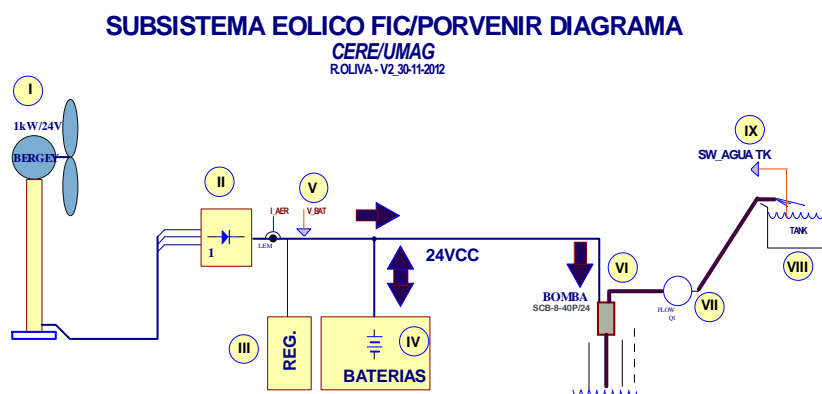 SUBSISTEMA EOLICO FIC/PORVENIR DIAGRAMA
CERE/UMAG
R.OLIVA - V2_30-11-2012
I
1kW/24V
BERGEY
II
1
I_AER
LEM
V
V_BAT
24VCC
III
REG.
IV
BATERIAS
VI
BOMBA
SCB-8-40P/24
FLOW
Q1
VII
IX
SW_AGUA TK
TANK
VIII